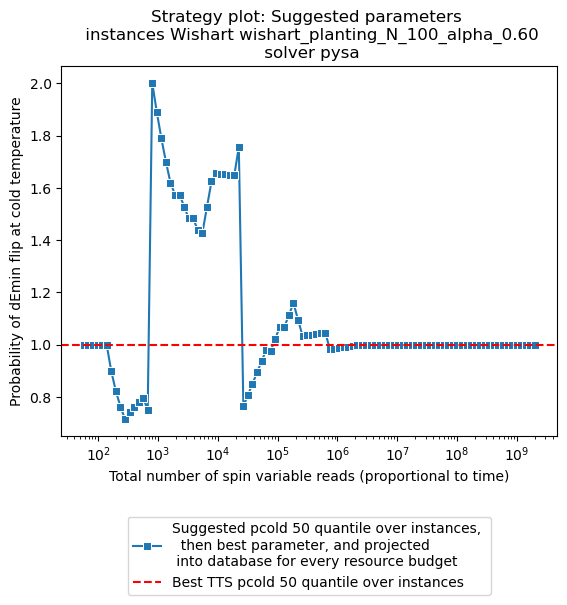 Strategy plot: Suggested parameters
instances Wishart wishart_planting_N_100_alpha_0.60
solver pysa
Probability of dEmin flip at cold temperature
2.0
1.8
1.6
1.4
1.2
1.0
0.8
10²
10³
10⁴
10⁵
10⁶
10⁷
10⁸
10⁹
Total number of spin variable reads (proportional to time)
Suggested pcold 50 quantile over instances,
then best parameter, and projected
into database for every resource budget
Best TTS pcold 50 quantile over instances